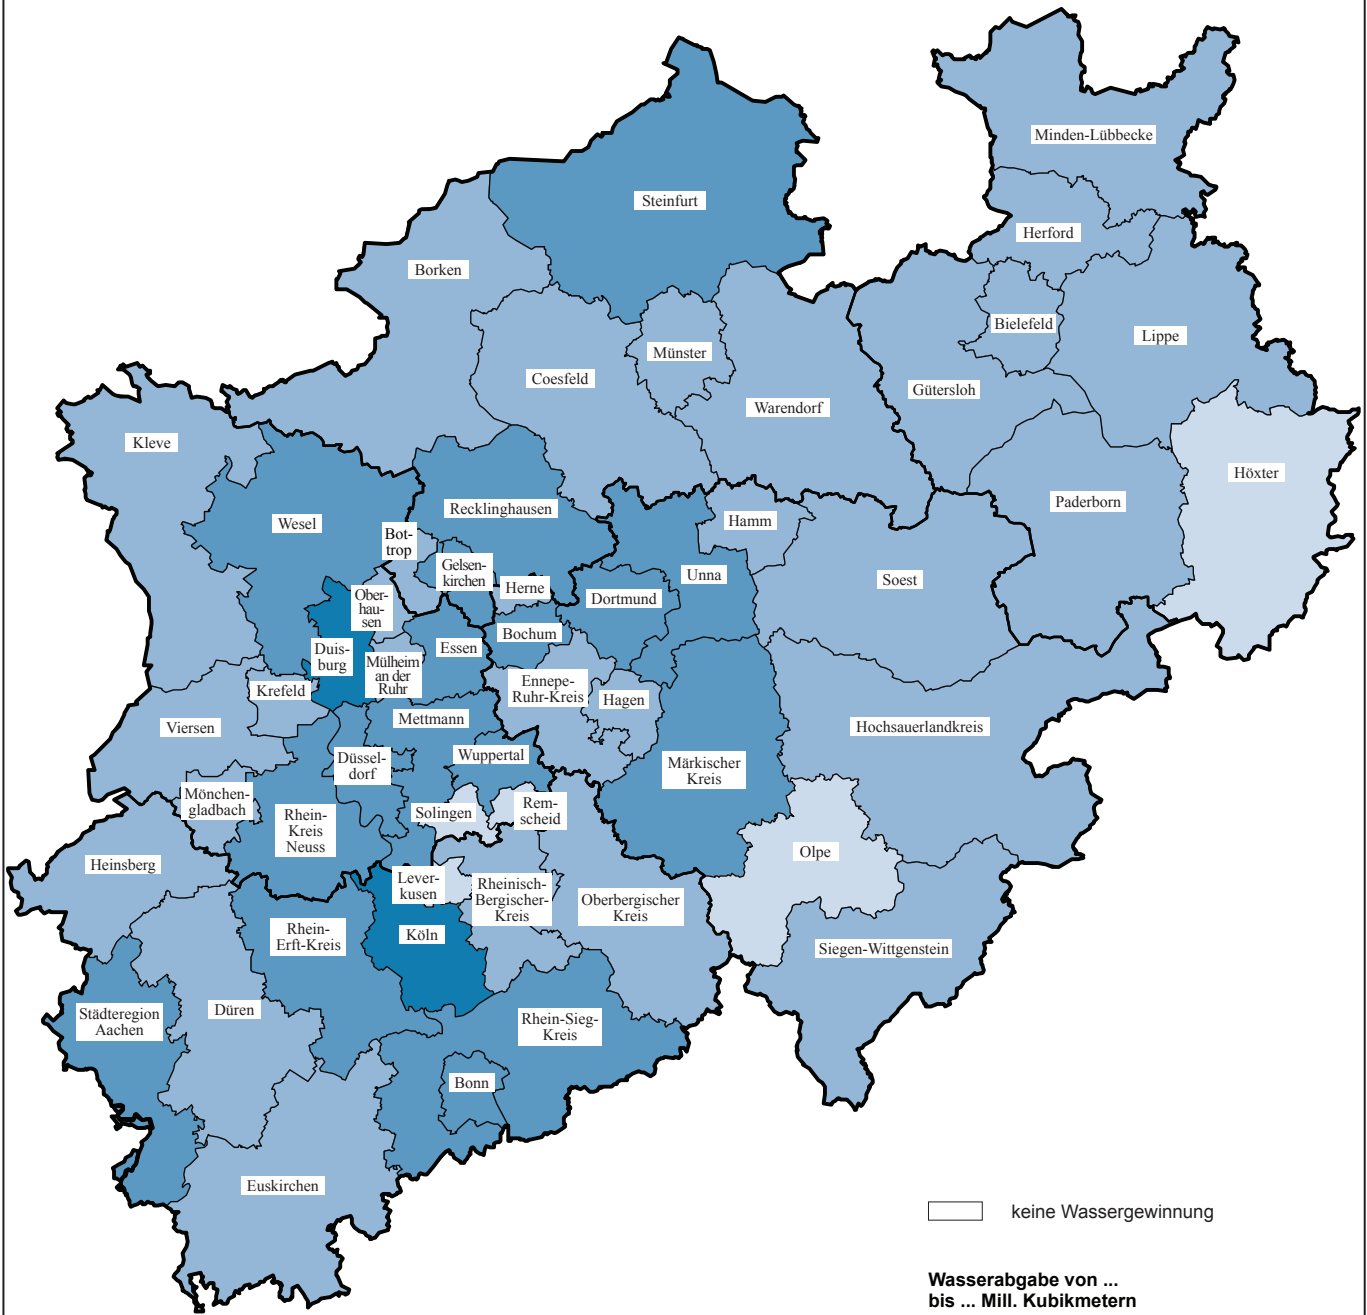 Minden-Lübbecke
Steinfurt
Herford
Borken
Bielefeld
Lippe
Münster
Coesfeld
Gütersloh
Warendorf
Kleve
Höxter
Paderborn
Recklinghausen
Wesel
Hamm
Bot-
trop
Gelsen-
kirchen
Unna
Soest
Herne
Ober-
hau-
sen
Dortmund
Bochum
Essen
Duis-
burg
Mülheim
an der
Ruhr
Krefeld
Ennepe-
Ruhr-Kreis
Hagen
Mettmann
Viersen
Hochsauerlandkreis
Wuppertal
Düssel-
dorf
Märkischer
Kreis
Mönchen-
gladbach
Solingen
Rem-
scheid
Rhein-
Kreis
Neuss
Olpe
Heinsberg
Lever-
kusen
Rheinisch-
Bergischer-
Kreis
Oberbergischer
Kreis
Rhein-
Erft-Kreis
Köln
Siegen-Wittgenstein
Düren
Städteregion
Aachen
Rhein-Sieg-
Kreis
Bonn
Euskirchen
keine Wassergewinnung
Wasserabgabe von ...
bis ... Mill. Kubikmetern